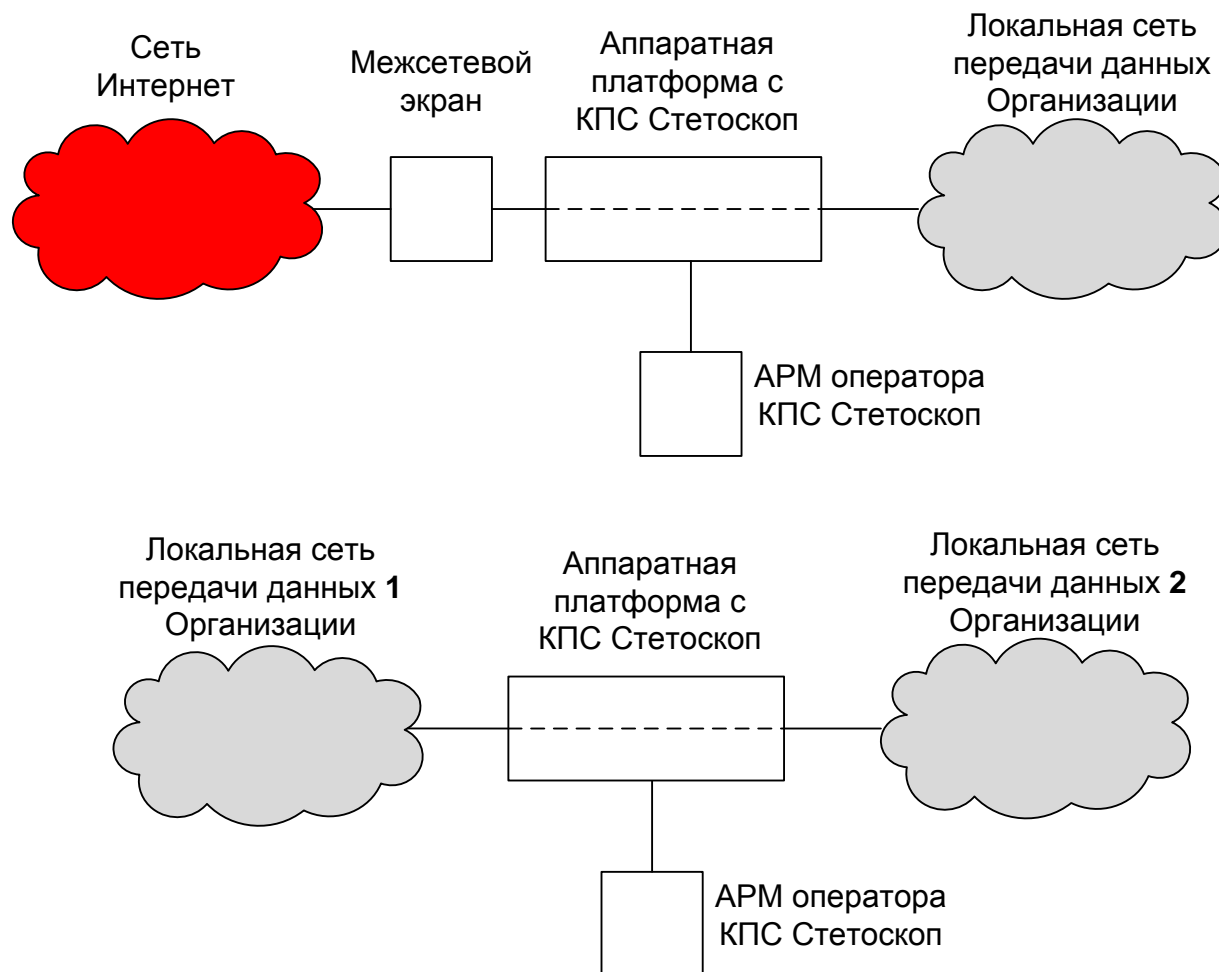 Сеть
Интернет
Межсетевой
экран
Аппаратная
платформа с
КПС Стетоскоп
Локальная сеть
передачи данных
Организации
АРМ оператора
КПС Стетоскоп
Локальная сеть
передачи данных 1
Организации
Аппаратная
платформа с
КПС Стетоскоп
Локальная сеть
передачи данных 2
Организации
АРМ оператора
КПС Стетоскоп